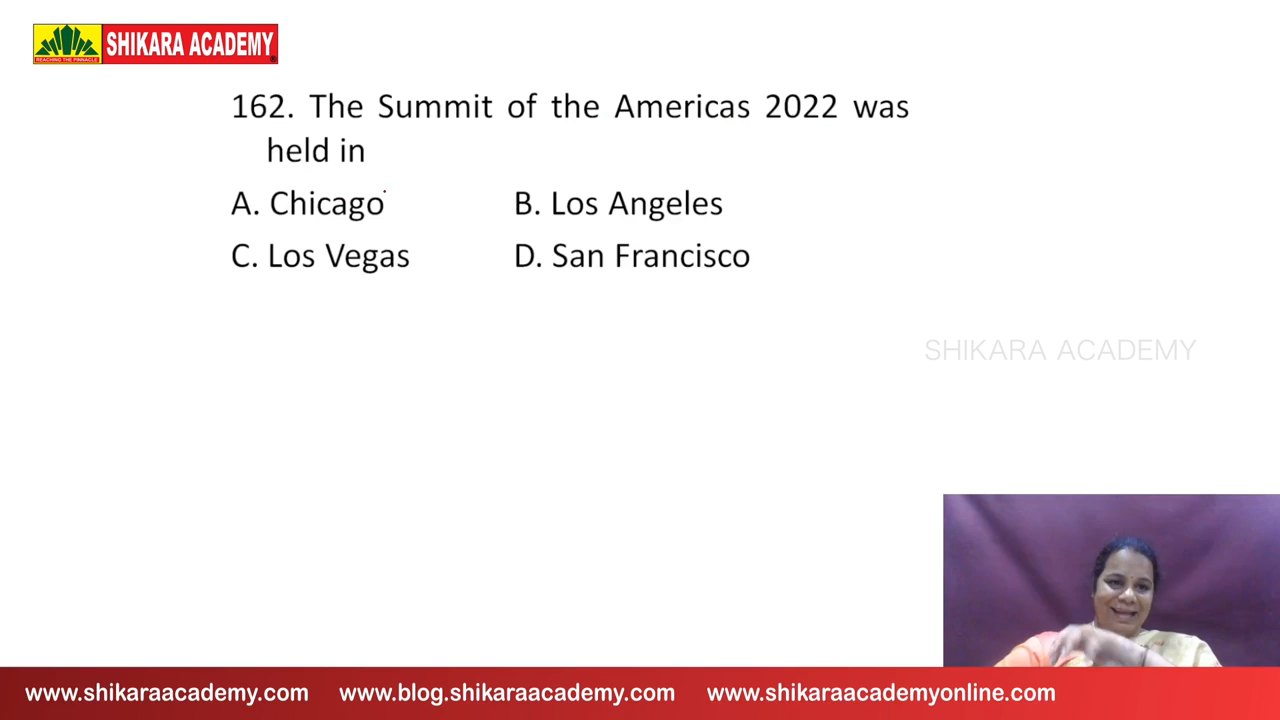 SHIKARA ACADEMY
REACHING THE PINNACLE
162. The Summit of the Americas 2022 was
held in
A. Chicago B. Los Angeles
C. Los Vegas D. San Francisco
SHIKARA ACADEMY
www.shikaraacademy.com www.blog.shikaraacademy.com www.shikaraacademyonline.com